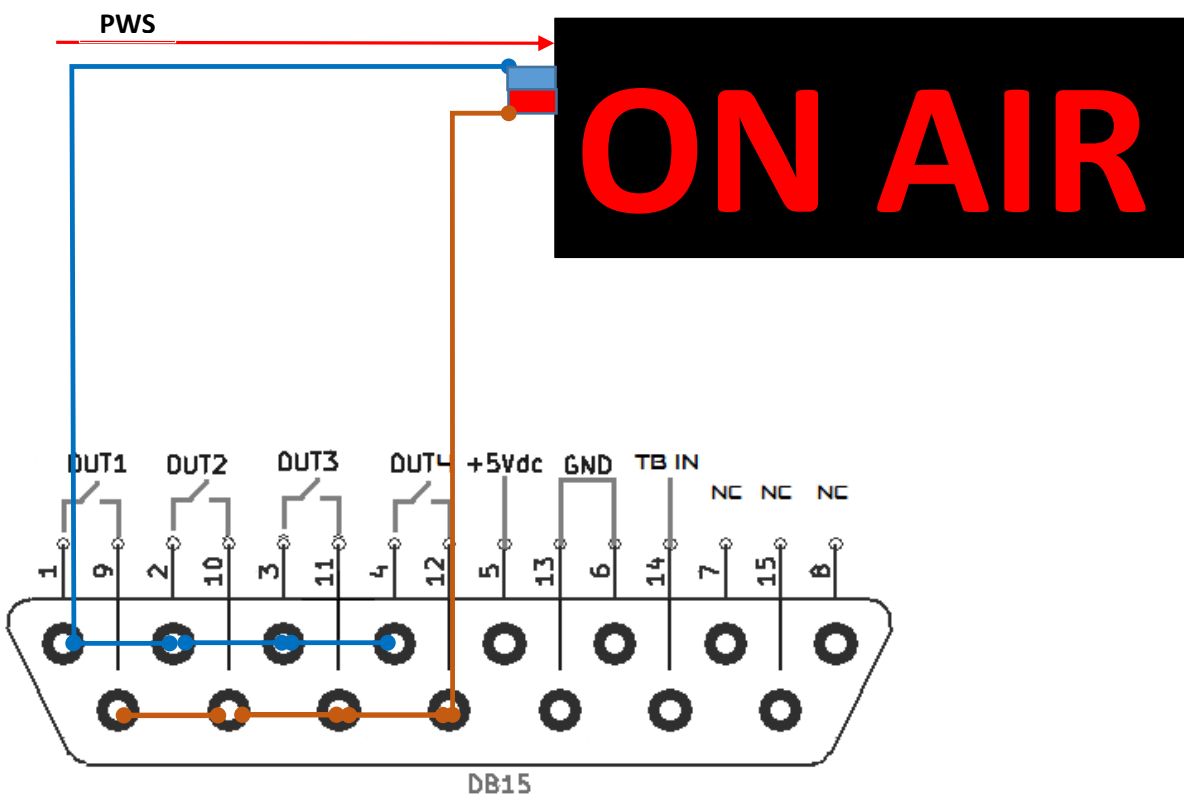 PWS
ON AIR
OUT1 OUT2 OUT3 OUT4 +5Vdc GND TB IN
NC NC NC
1 9 2 10 3 11 4 12 5 13 6 14 7 15 8
DB15